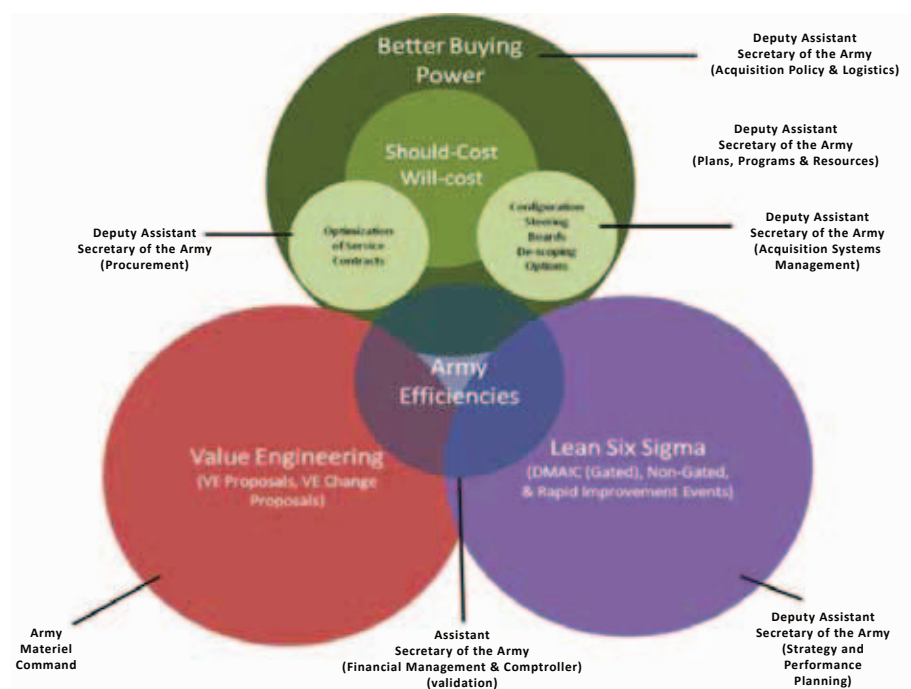 Better Buying
Power
Deputy Assistant
Secretary of the Army
(Acquisition Policy & Logistics)
Should-Cost
Will-cost
Deputy Assistant
Secretary of the Army
(Plans, Programs & Resources)
Deputy Assistant
Secretary of the Army
(Procurement)
Optimization
of Service
Contracts
Configuration
Steering
Boards
De-scoping
Options
Deputy Assistant
Secretary of the Army
(Acquisition Systems
Management)
Army
Efficiencies
Value Engineering
(VE Proposals, VE Change
Proposals)
Lean Six Sigma
(DMAIC (Gated), Non-Gated,
& Rapid Improvement Events)
Army
Materiel
Command
Assistant
Secretary of the Army
(Financial Management & Comptroller)
(validation)
Deputy Assistant
Secretary of the Army
(Strategy and
Performance
Planning)